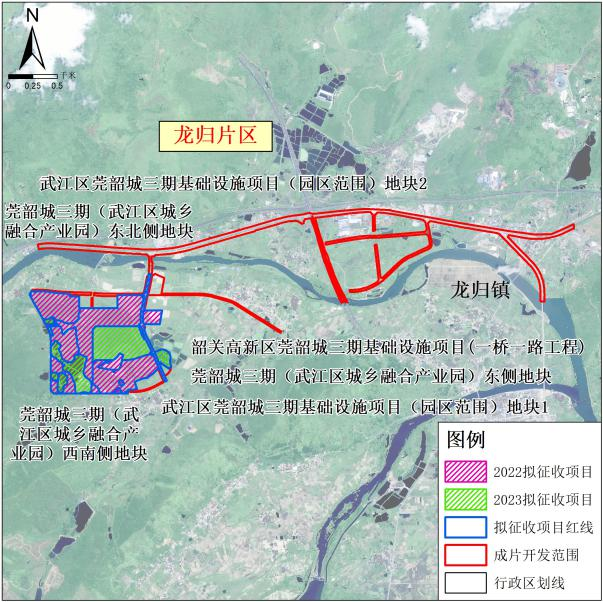 N
千米
0 0.25 0.5
龙归片区
武江区莞韶城三期基础设施项目（园区范围）地块2
莞韶城三期（武江区城乡
融合产业园）东北侧地块
龙归镇
韶关高新区莞韶城三期基础设施项目(一桥一路工程)
莞韶城三期（武江区城乡融合产业园）东侧地块
武江区莞韶城三期基础设施项目（园区范围）地块1
莞韶城三期（武
江区城乡融合产
业园）西南侧地块
图例
2022拟征收项目
2023拟征收项目
拟征收项目红线
成片开发范围
行政区划线